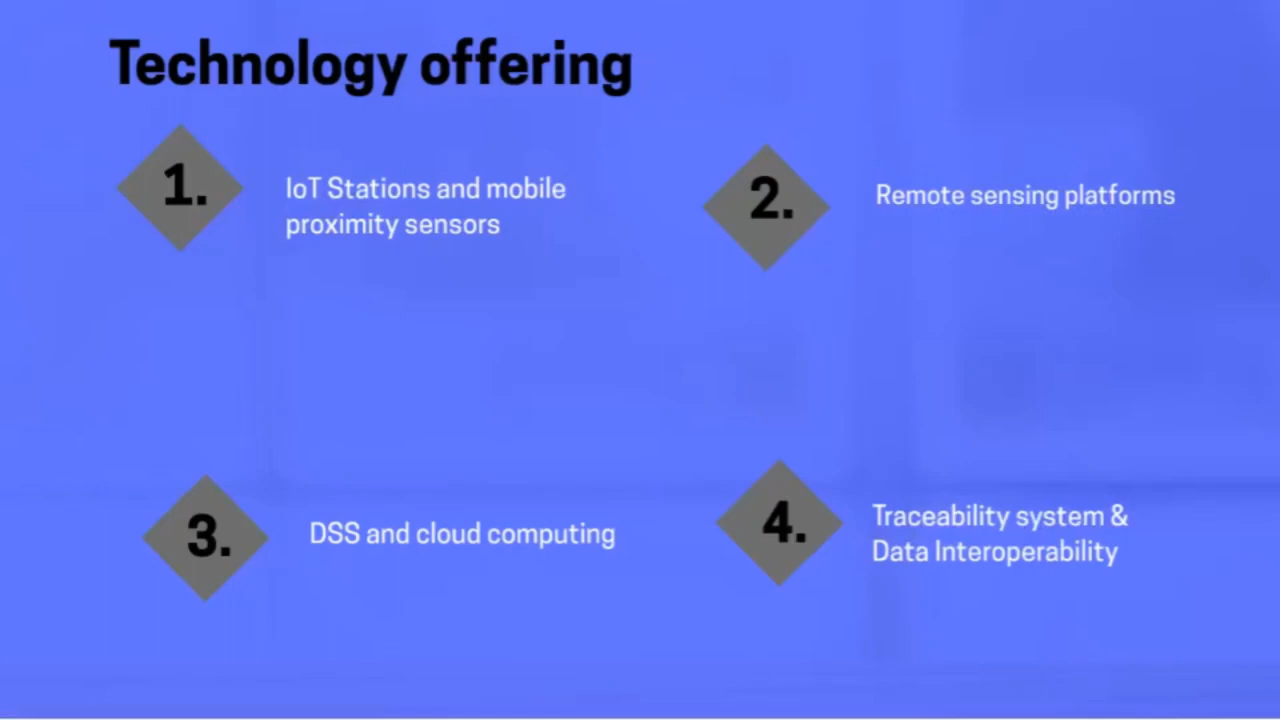 Technology offering
1.
IoT Stations and mobile
proximity sensors
2.
Remote sensing platforms
3.
DSS and cloud computing
4.
Traceability system &
Data Interoperability